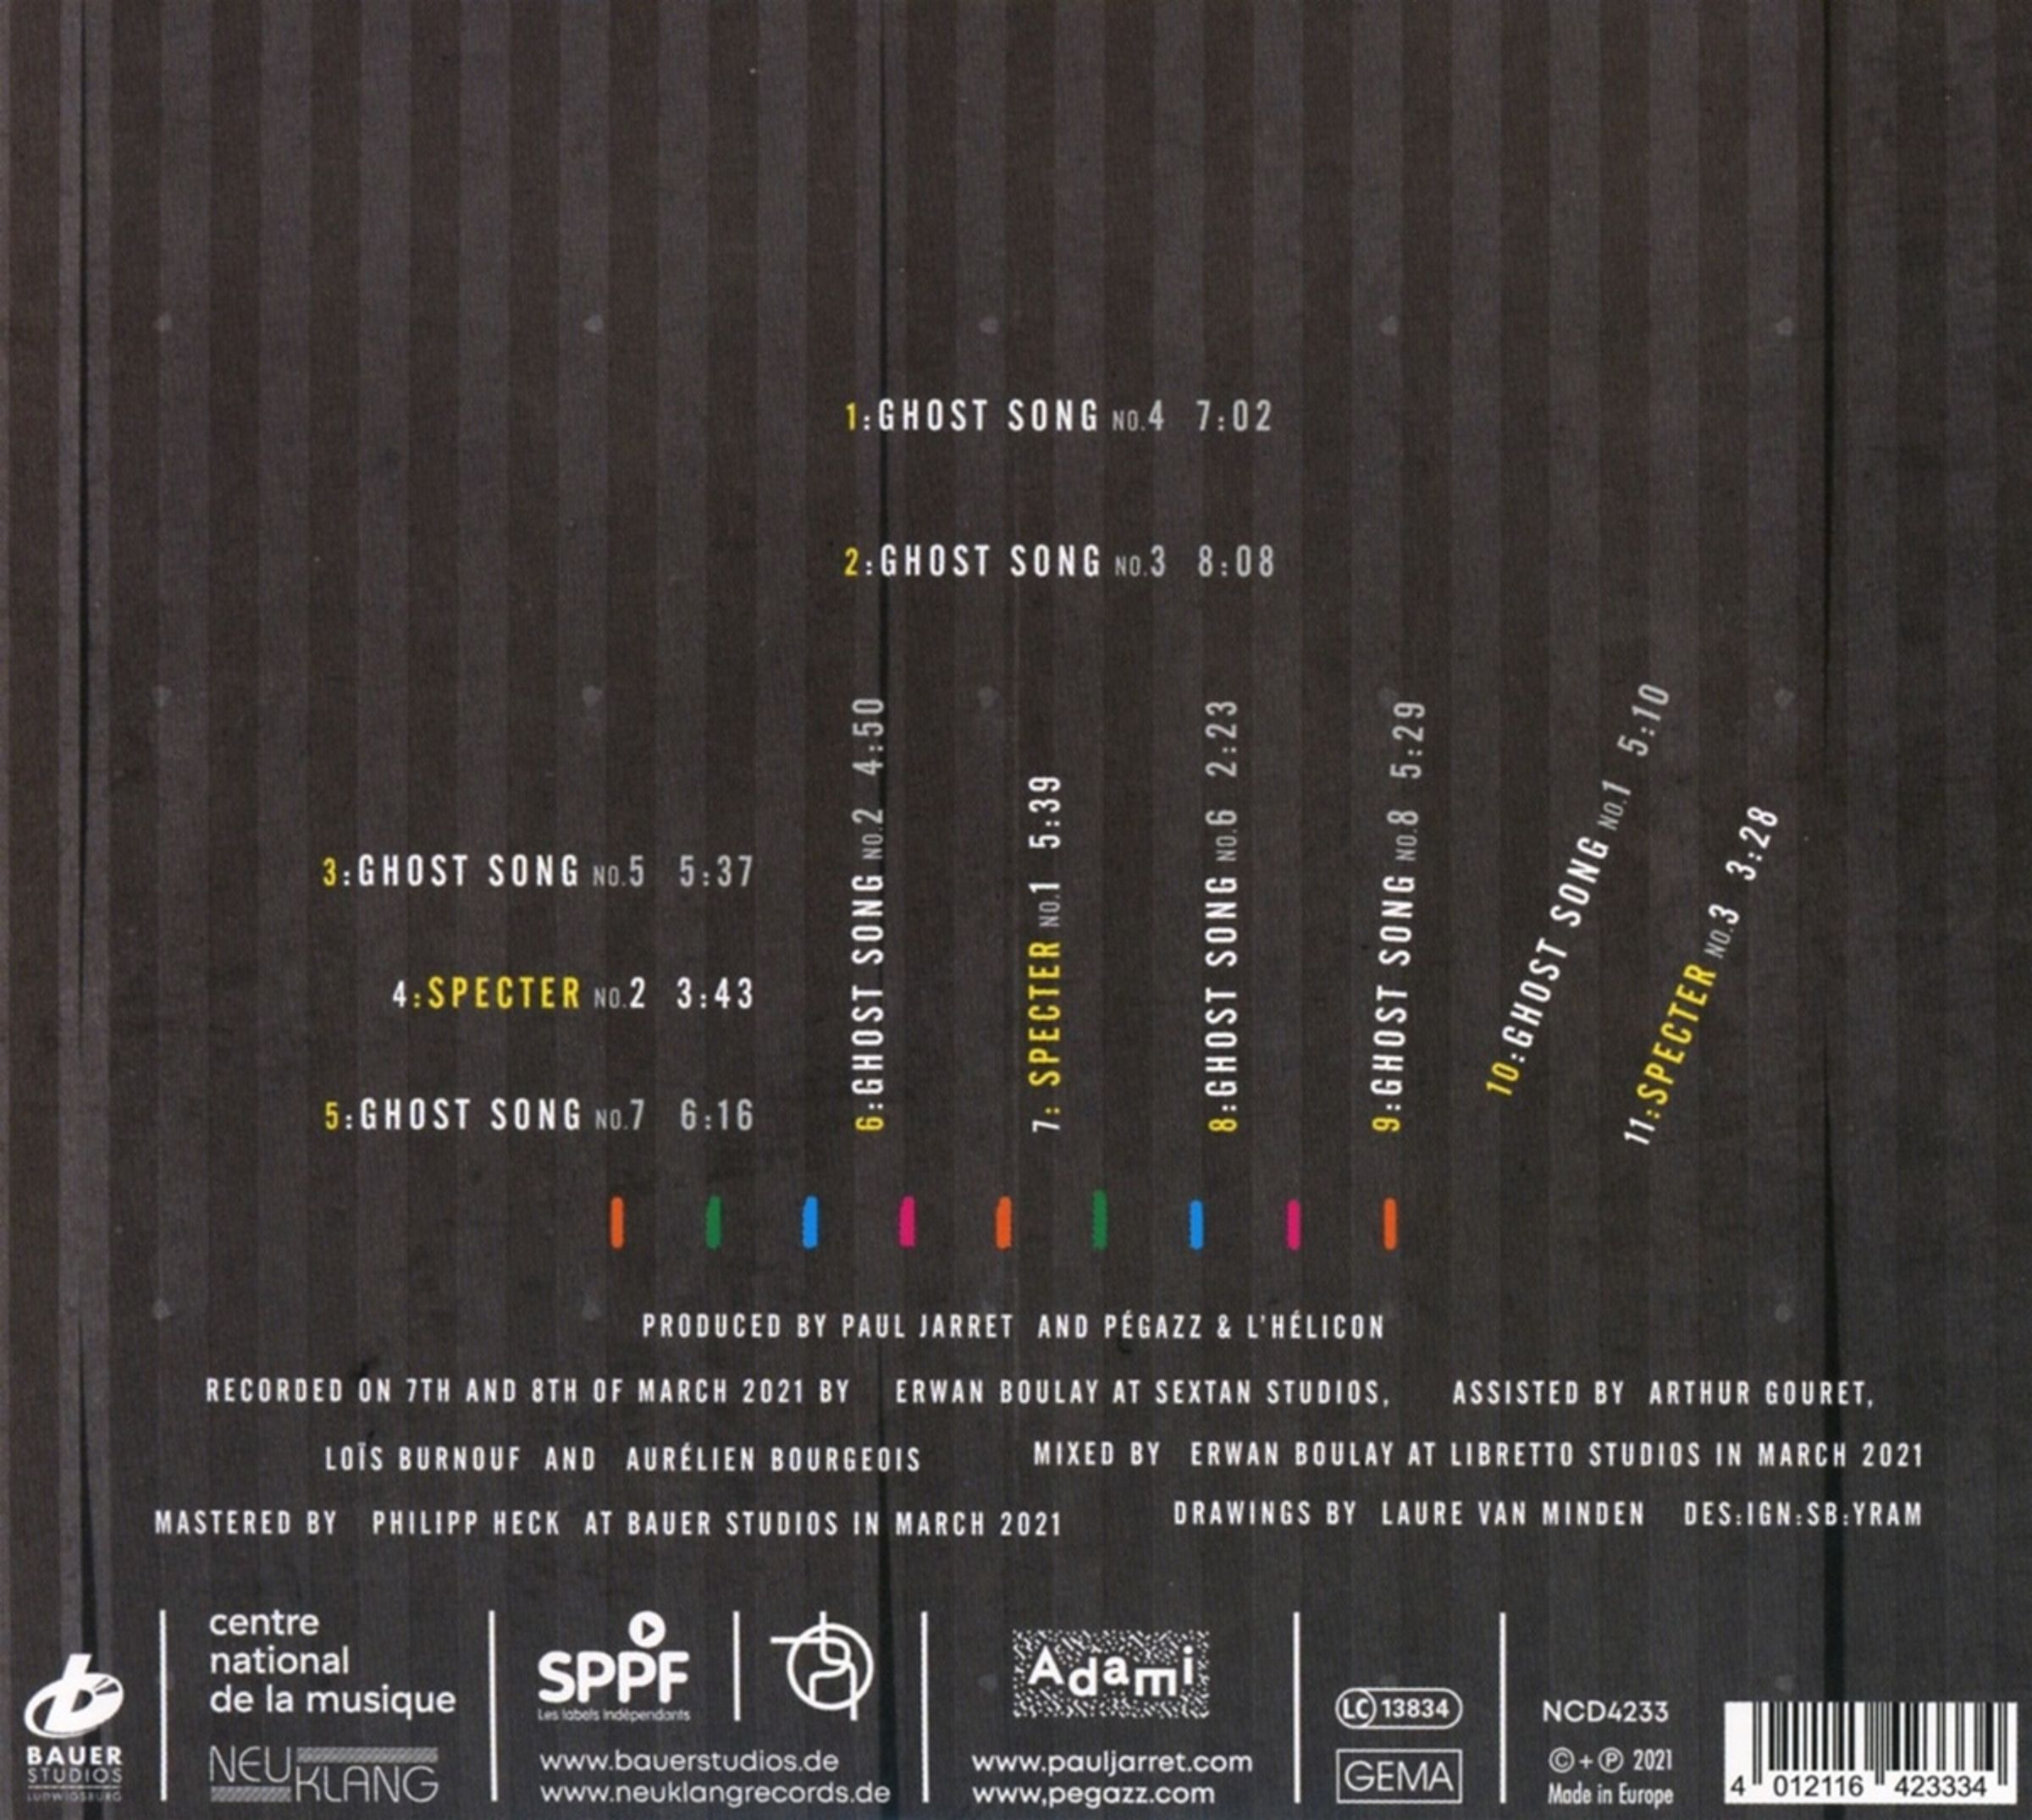 1:GHOST SONG NO.4 7:02
2:GHOST SONG NO.3 8:08
3:GHOST SONG NO.5 5:37
4:SPECTER NO.2 3:43
5:GHOST SONG NO.7 6:16
6:GHOST SONG NO.2 4:50
7: SPECTER NO.1 5:39
8:GHOST SONG NO.6 2:23
9:GHOST SONG NO.8 5:29
10:GHOST SONG NO.1 5:10
11:SPECTER NO.3 3:28
PRODUCED BY PAUL JARRET AND PÉGAZZ & L'HÉLICON
RECORDED ON 7TH AND 8TH OF MARCH 2021 BY ERWAN BOULAY AT SEXTAN STUDIOS, ASSISTED BY ARTHUR GOURET,
LOÏS BURNOUF AND AURÉLIEN BOURGEOIS
MIXED BY ERWAN BOULAY AT LIBRETTO STUDIOS IN MARCH 2021
MASTERED BY PHILIPP HECK AT BAUER STUDIOS IN MARCH 2021
DRAWINGS BY LAURE VAN MINDEN DES:IGN:SB:YRAM
BAUER
STUDIOS
LUDWIGSBURG
centre
national
de la musique
NEUKLANG
SPPF
Les labels indépendants
www.bauerstudios.de
www.neuklangrecords.de
Adami
www.pauljarret.com
www.pegazz.com
LC 13834
GEMA
NCD4233
© + ℗ 2021
Made in Europe
4 012116 423334